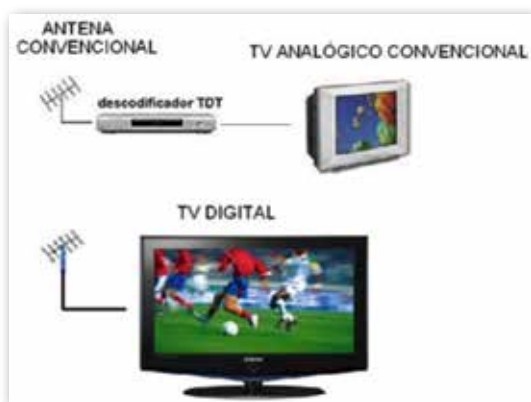 ANTENA
CONVENCIONAL
TV ANALÓGICO CONVENCIONAL
descodificador TDT
TV DIGITAL